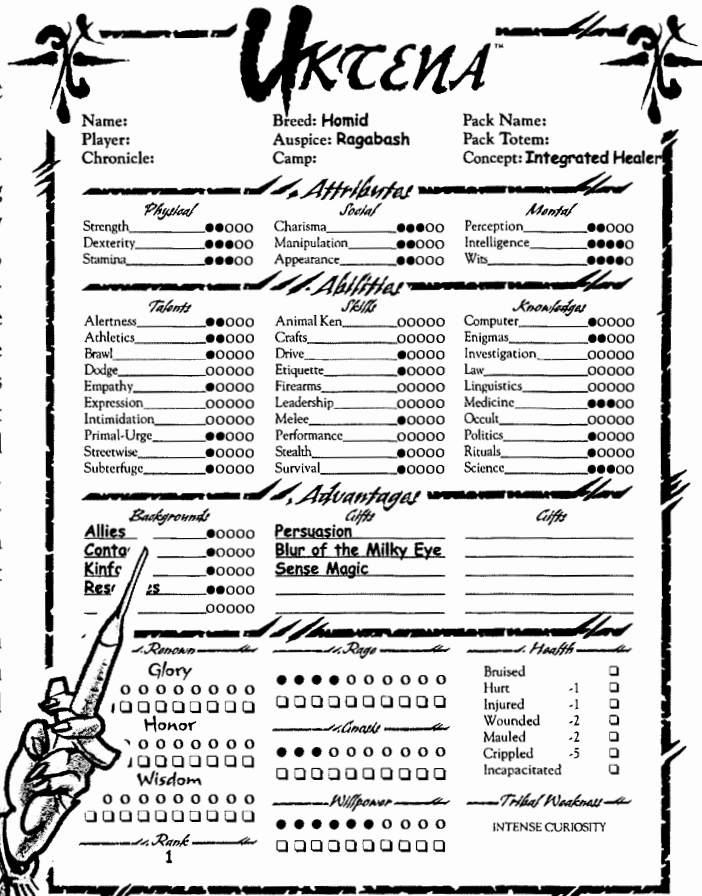 UKTENA™
Name: Breed: Homid Pack Name:
Player: Auspice: Ragabash Pack Totem:
Chronicle: Camp: Concept: Integrated Healer
Attributes
Physical Social Mental
Strength Charisma Perception
Dexterity Manipulation Intelligence
Stamina Appearance Wits
Abilities
Talents Skills Knowledges
Alertness Animal Ken Computer
Athletics Crafts Enigmas
Brawl Drive Investigation
Dodge Etiquette Law
Empathy Firearms Linguistics
Expression Leadership Medicine
Intimidation Melee Occult
Primal-Urge Performance Politics
Streetwise Stealth Rituals
Subterfuge Survival Science
Advantages
Backgrounds Gifts Gifts
Allies Persuasion
Blur of the Milky Eye
Sense Magic
Renown Rage Health
Glory
Bruised
Hurt -1
Injured -1
Honor Gnosis Wounded -2
Mauled -2
Crippled -5
Wisdom Incapacitated
Willpower Tribal Weakness
INTENSE CURIOSITY
Rank
1